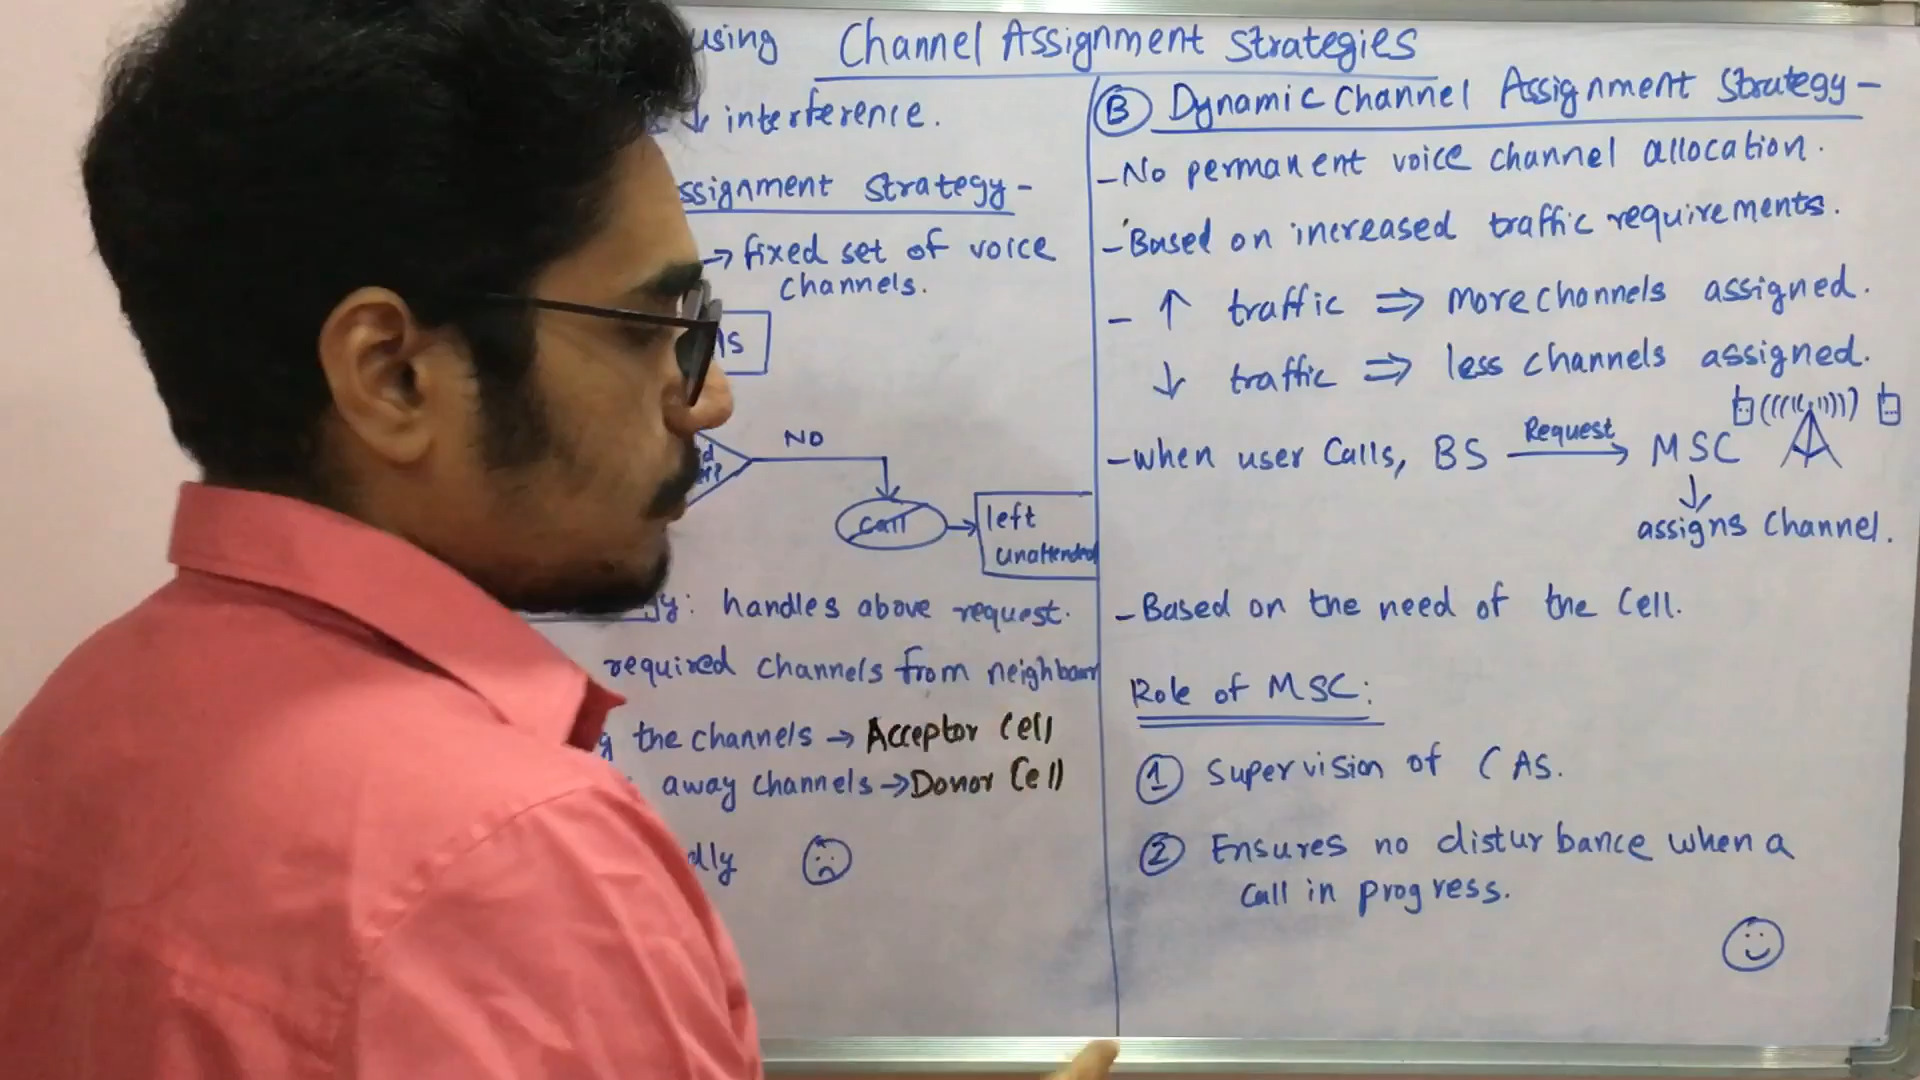 using Channel Assignment Strategies
↓ interference.
ssignment strategy -
→ fixed set of voice
channels.
NO
call
left
unattended
y: handles above request.
required channels from neighbour
g the channels → Acceptor Cell
away channels → Donor Cell
dly
(B) Dynamic Channel Assignment Strategy -
- No permanent voice channel allocation.
- Based on increased traffic requirements.
- ↑ traffic ⇒ more channels assigned.
↓ traffic ⇒ less channels assigned.
- when user calls, BS Request → MSC
↓
assigns channel.
- Based on the need of the Cell.
Role of MSC:
① Supervision of CAS.
② Ensures no disturbance when a
call in progress.